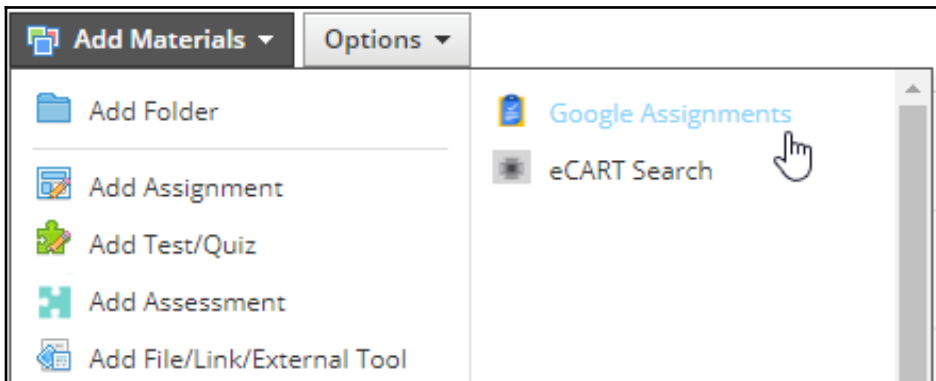 Add Materials
Options
Add Folder
Add Assignment
Add Test/Quiz
Add Assessment
Add File/Link/External Tool
Google Assignments
eCART Search